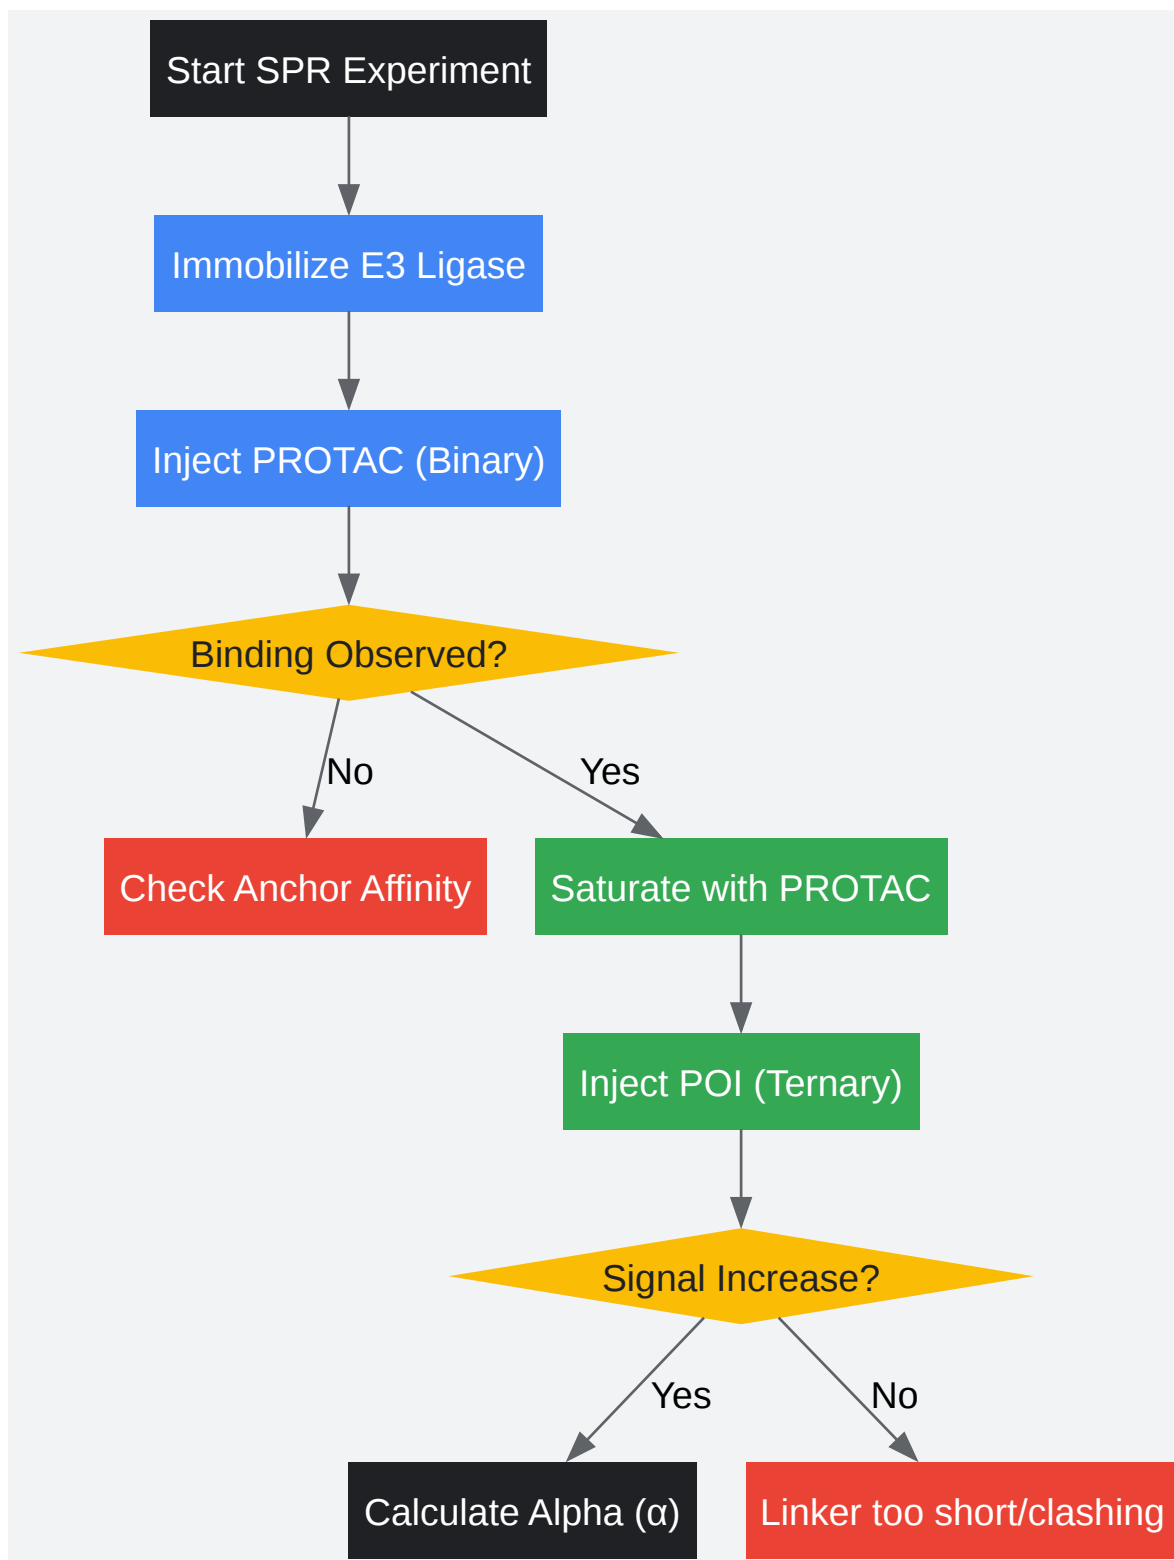 Start SPR Experiment
Immobilize E3 Ligase
Inject PROTAC (Binary)
Binding Observed?
No
Yes
Check Anchor Affinity
Saturate with PROTAC
Inject POI (Ternary)
Signal Increase?
Yes
No
Calculate Alpha (α)
Linker too short/clashing